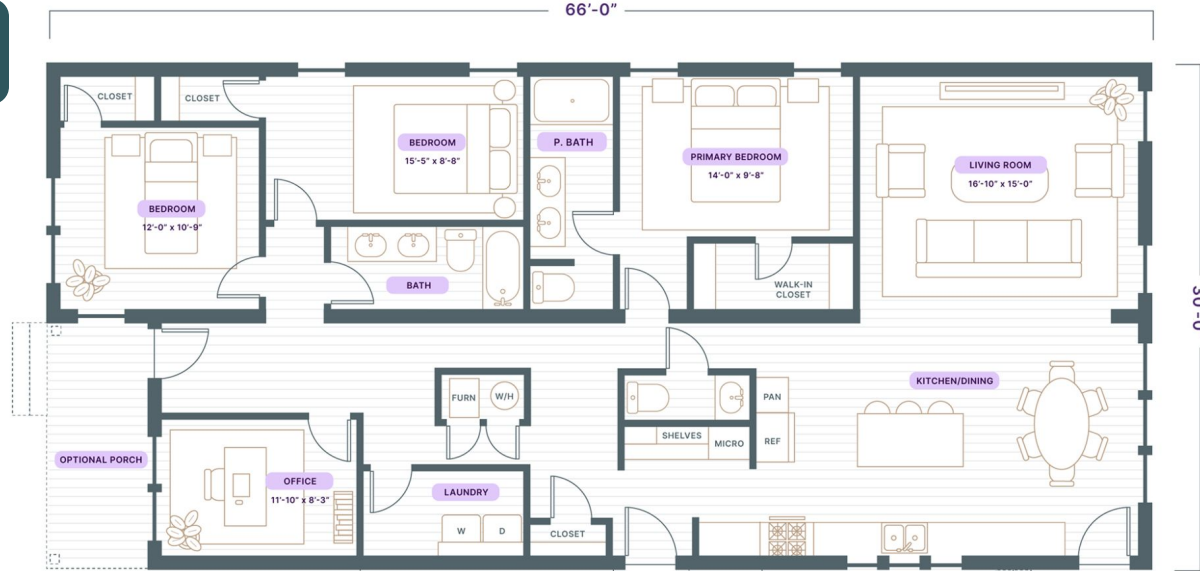 66'-0"
CLOSET
CLOSET
BEDROOM
15'-5" x 8'-8"
P. BATH
PRIMARY BEDROOM
14'-0" x 9'-8"
LIVING ROOM
16'-10" x 15'-0"
BEDROOM
12'-0" x 10'-9"
BATH
WALK-IN
CLOSET
KITCHEN/DINING
FURN
W/H
PAN
SHELVES
MICRO
REF
OPTIONAL PORCH
OFFICE
11'-10" x 8'-3"
LAUNDRY
W
D
CLOSET